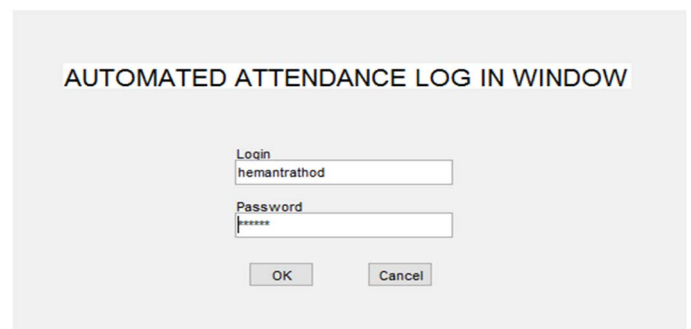 AUTOMATED ATTENDANCE LOG IN WINDOW
Login
hemantrathod
Password
******
OK Cancel